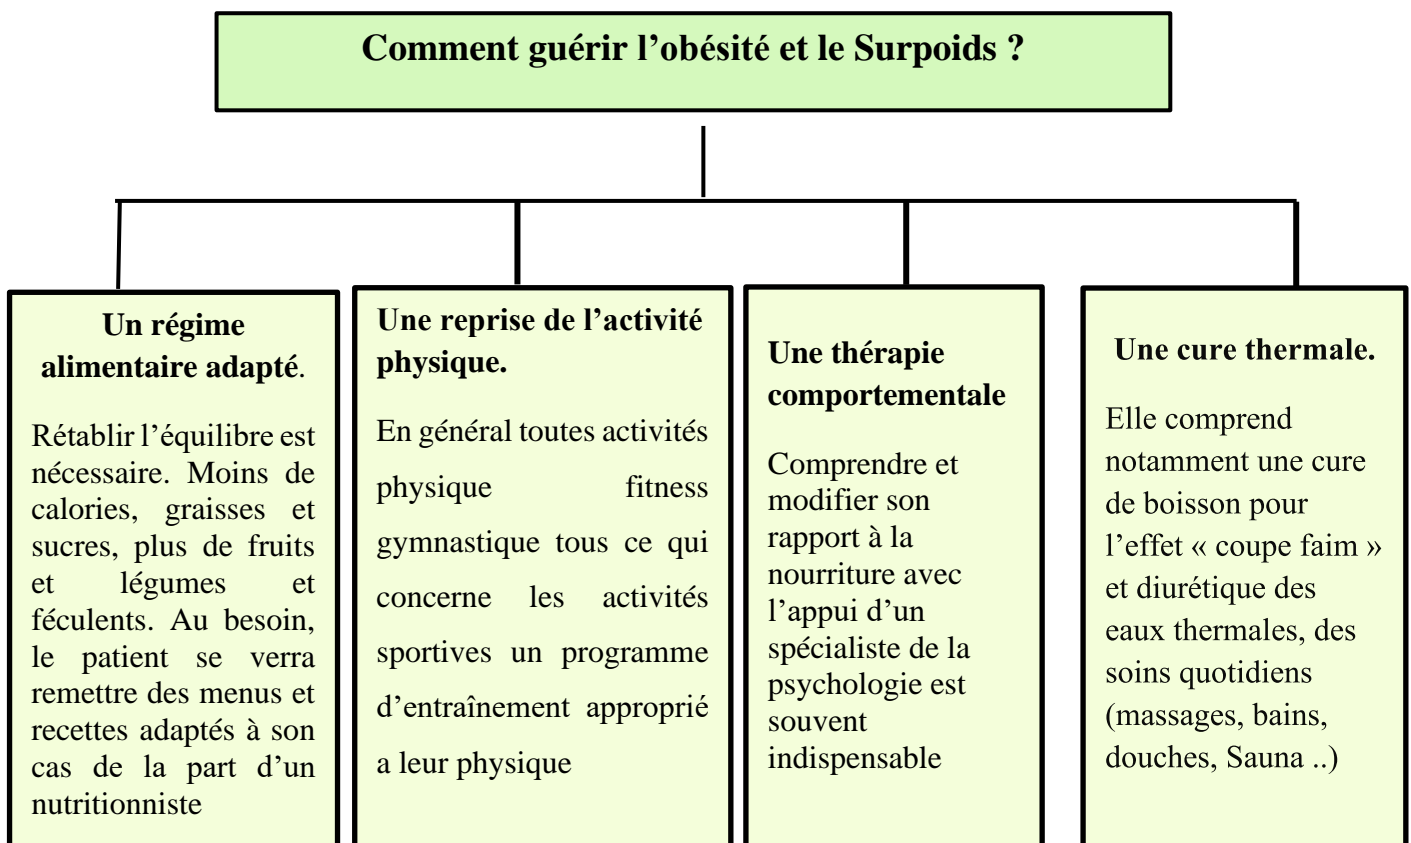 Comment guérir l’obésité et le Surpoids ?
Un régime
alimentaire adapté.
Rétablir l’équilibre est
nécessaire. Moins de
calories, graisses et
sucres, plus de fruits
et légumes et
féculents. Au besoin,
le patient se verra
remettre des menus et
recettes adaptés à son
cas de la part d’un
nutritionniste
Une reprise de l’activité
physique.
En général toutes activités
physique fitness
gymnastique tous ce qui
concerne les activités
sportives un programme
d’entraînement approprié
a leur physique
Une thérapie
comportementale
Comprendre et
modifier son
rapport à la
nourriture avec
l’appui d’un
spécialiste de la
psychologie est
souvent
indispensable
Une cure thermale.
Elle comprend
notamment une cure
de boisson pour
l’effet « coupe faim »
et diurétique des
eaux thermales, des
soins quotidiens
(massages, bains,
douches, Sauna ..)